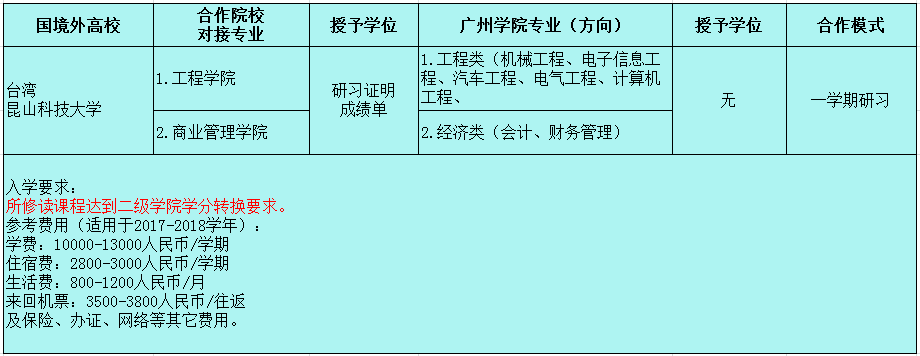 国境外高校
合作院校
对接专业
授予学位
广州学院专业（方向）
授予学位
合作模式
台湾
昆山科技大学
1.工程学院
研习证明
成绩单
1.工程类（机械工程、电子信息工
程、汽车工程、电气工程、计算机
工程、
无
一学期研习
2.商业管理学院
2.经济类（会计、财务管理）
入学要求：
所修读课程达到二级学院学分转换要求。
参考费用（适用于2017-2018学年）：
学费：10000-13000人民币/学期
住宿费：2800-3000人民币/学期
生活费：800-1200人民币/月
来回机票：3500-3800人民币/往返
及保险、办证、网络等其它费用。